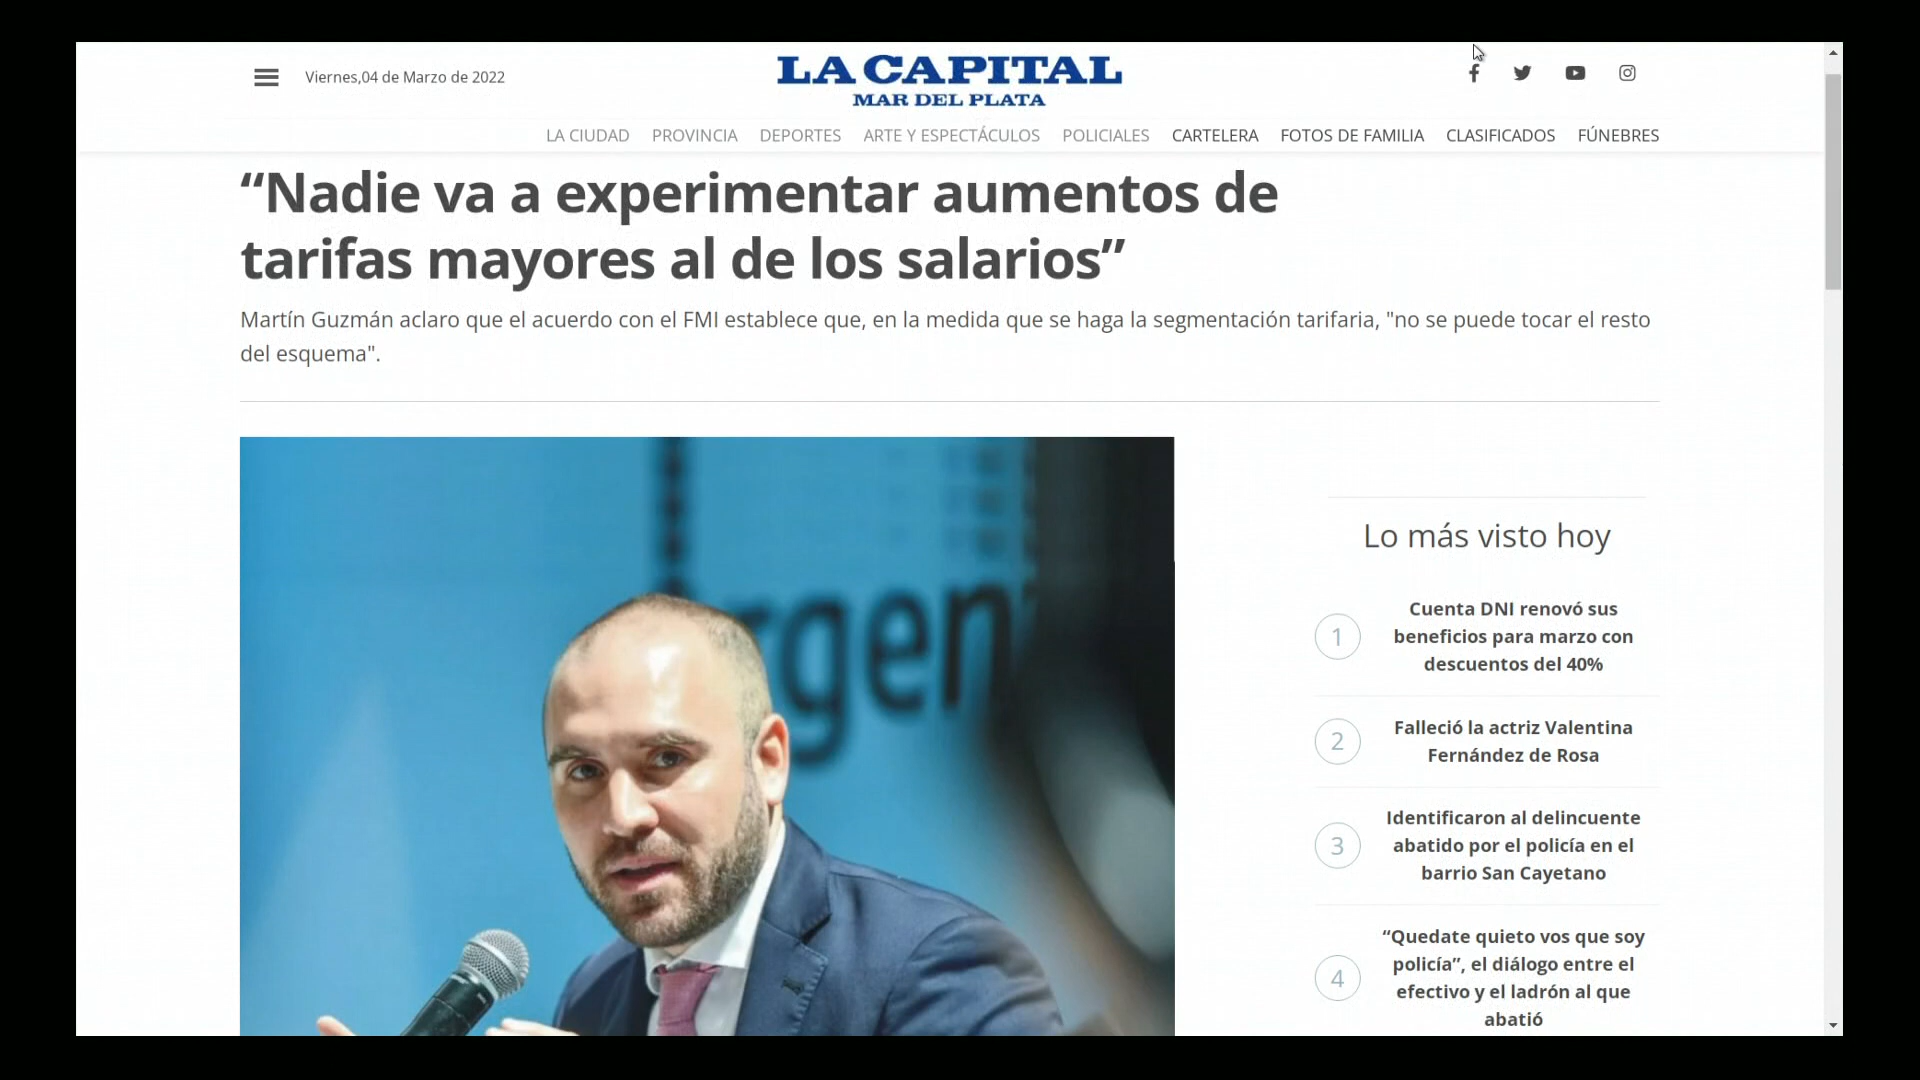 Viernes,04 de Marzo de 2022
LA CAPITAL
MAR DEL PLATA
LA CIUDAD PROVINCIA DEPORTES ARTE Y ESPECTÁCULOS POLICIALES CARTELERA FOTOS DE FAMILIA CLASIFICADOS FÚNEBRES
“Nadie va a experimentar aumentos de
tarifas mayores al de los salarios”
Martín Guzmán aclaro que el acuerdo con el FMI establece que, en la medida que se haga la segmentación tarifaria, "no se puede tocar el resto
del esquema".
rgen
Lo más visto hoy
1
Cuenta DNI renovó sus
beneficios para marzo con
descuentos del 40%
2
Falleció la actriz Valentina
Fernández de Rosa
3
Identificaron al delincuente
abatido por el policía en el
barrio San Cayetano
4
“Quedate quieto vos que soy
policía”, el diálogo entre el
efectivo y el ladrón al que
abatió